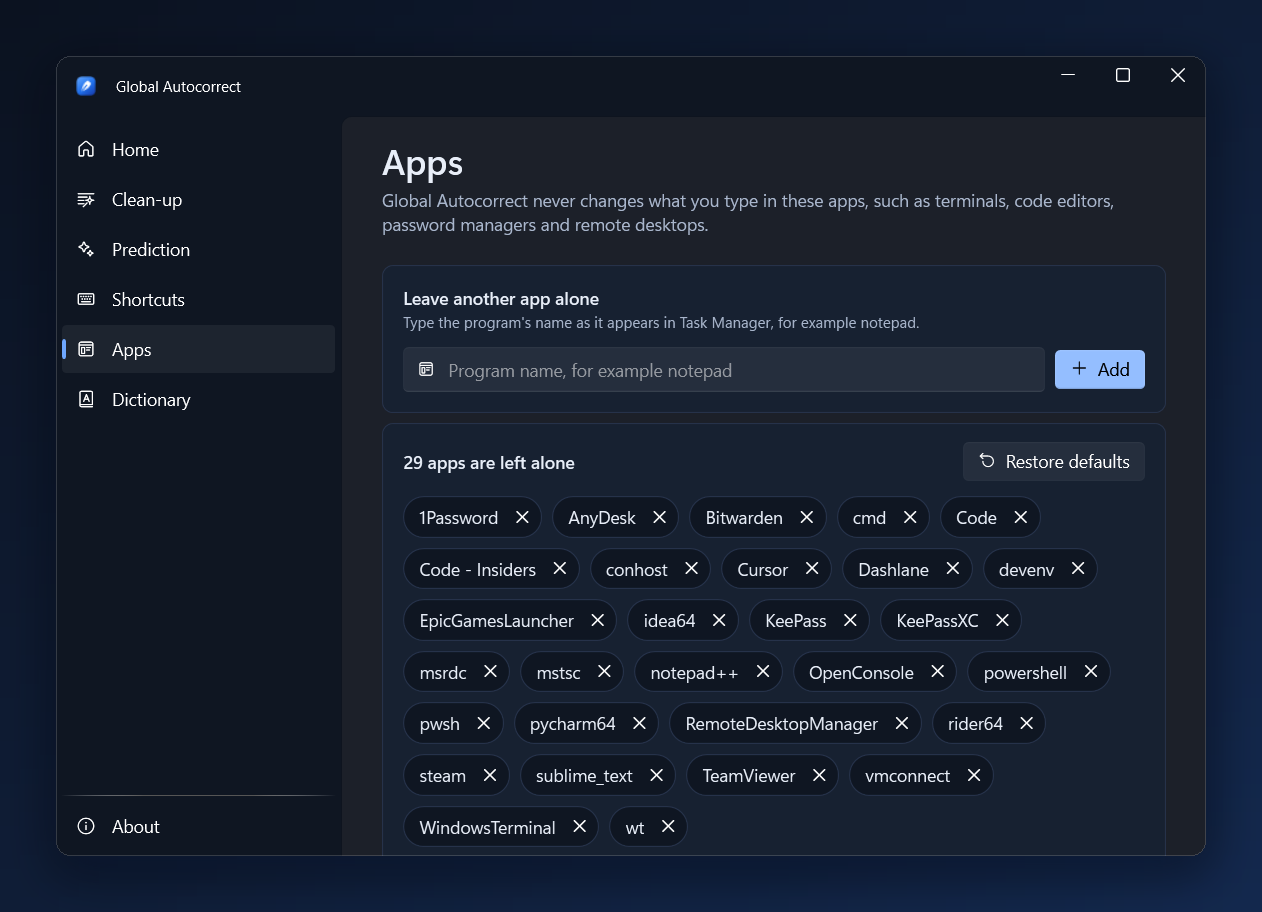 Global Autocorrect
Home
Clean-up
Prediction
Shortcuts
Apps
Dictionary
About
Apps
Global Autocorrect never changes what you type in these apps, such as terminals, code editors,
password managers and remote desktops.
Leave another app alone
Type the program's name as it appears in Task Manager, for example notepad.
Program name, for example notepad
Add
29 apps are left alone
Restore defaults
1Password AnyDesk Bitwarden cmd Code
Code - Insiders conhost Cursor Dashlane devenv
EpicGamesLauncher idea64 KeePass KeePassXC
msrdc mstsc notepad++ OpenConsole powershell
pwsh pycharm64 RemoteDesktopManager rider64
steam sublime_text TeamViewer vmconnect
WindowsTerminal wt